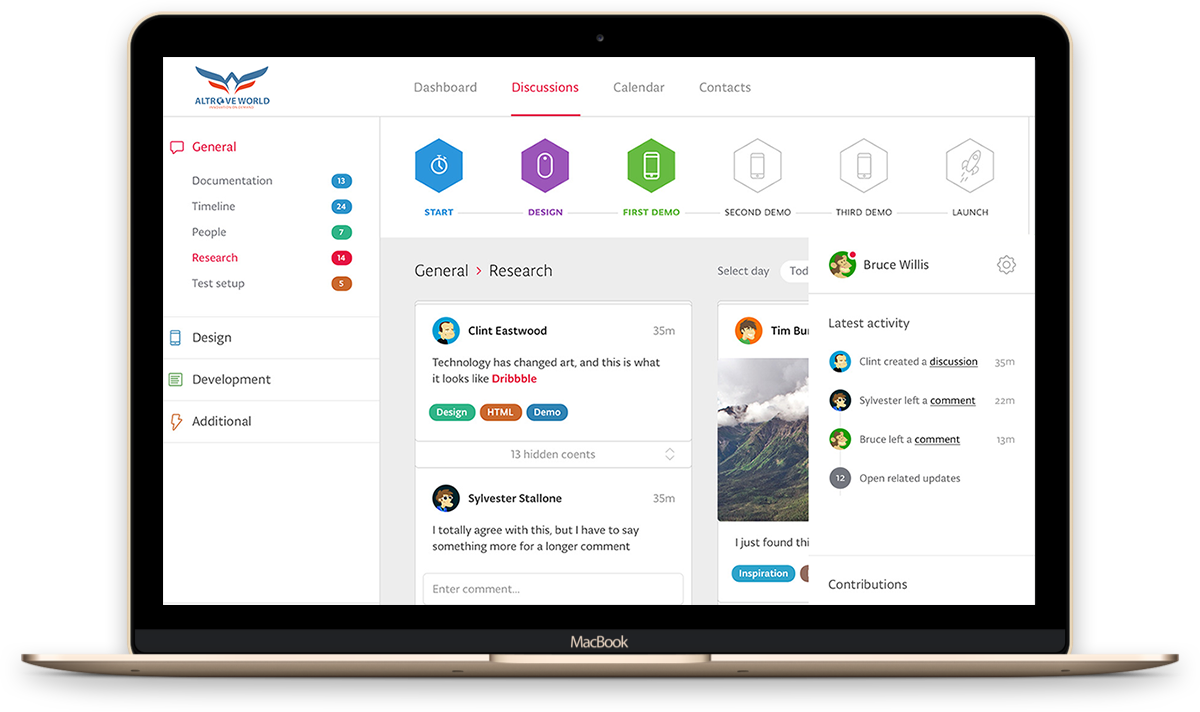 ALTROVE WORLD
Dashboard
Discussions
Calendar
Contacts
General
Documentation 13
Timeline 24
People 7
Research 14
Test setup 5
Design
Development
Additional
START
DESIGN
FIRST DEMO
SECOND DEMO
THIRD DEMO
LAUNCH
General > Research
Select day
Tod
Clint Eastwood 35m
Technology has changed art, and this is what
it looks like Dribbble
Design HTML Demo
13 hidden coents
Sylvester Stallone 35m
I totally agree with this, but I have to say
something more for a longer comment
Enter comment...
Tim Bu
I just found thi
Inspiration
Bruce Willis
Latest activity
Clint created a discussion 35m
Sylvester left a comment 22m
Bruce left a comment 13m
12 Open related updates
Contributions
MacBook